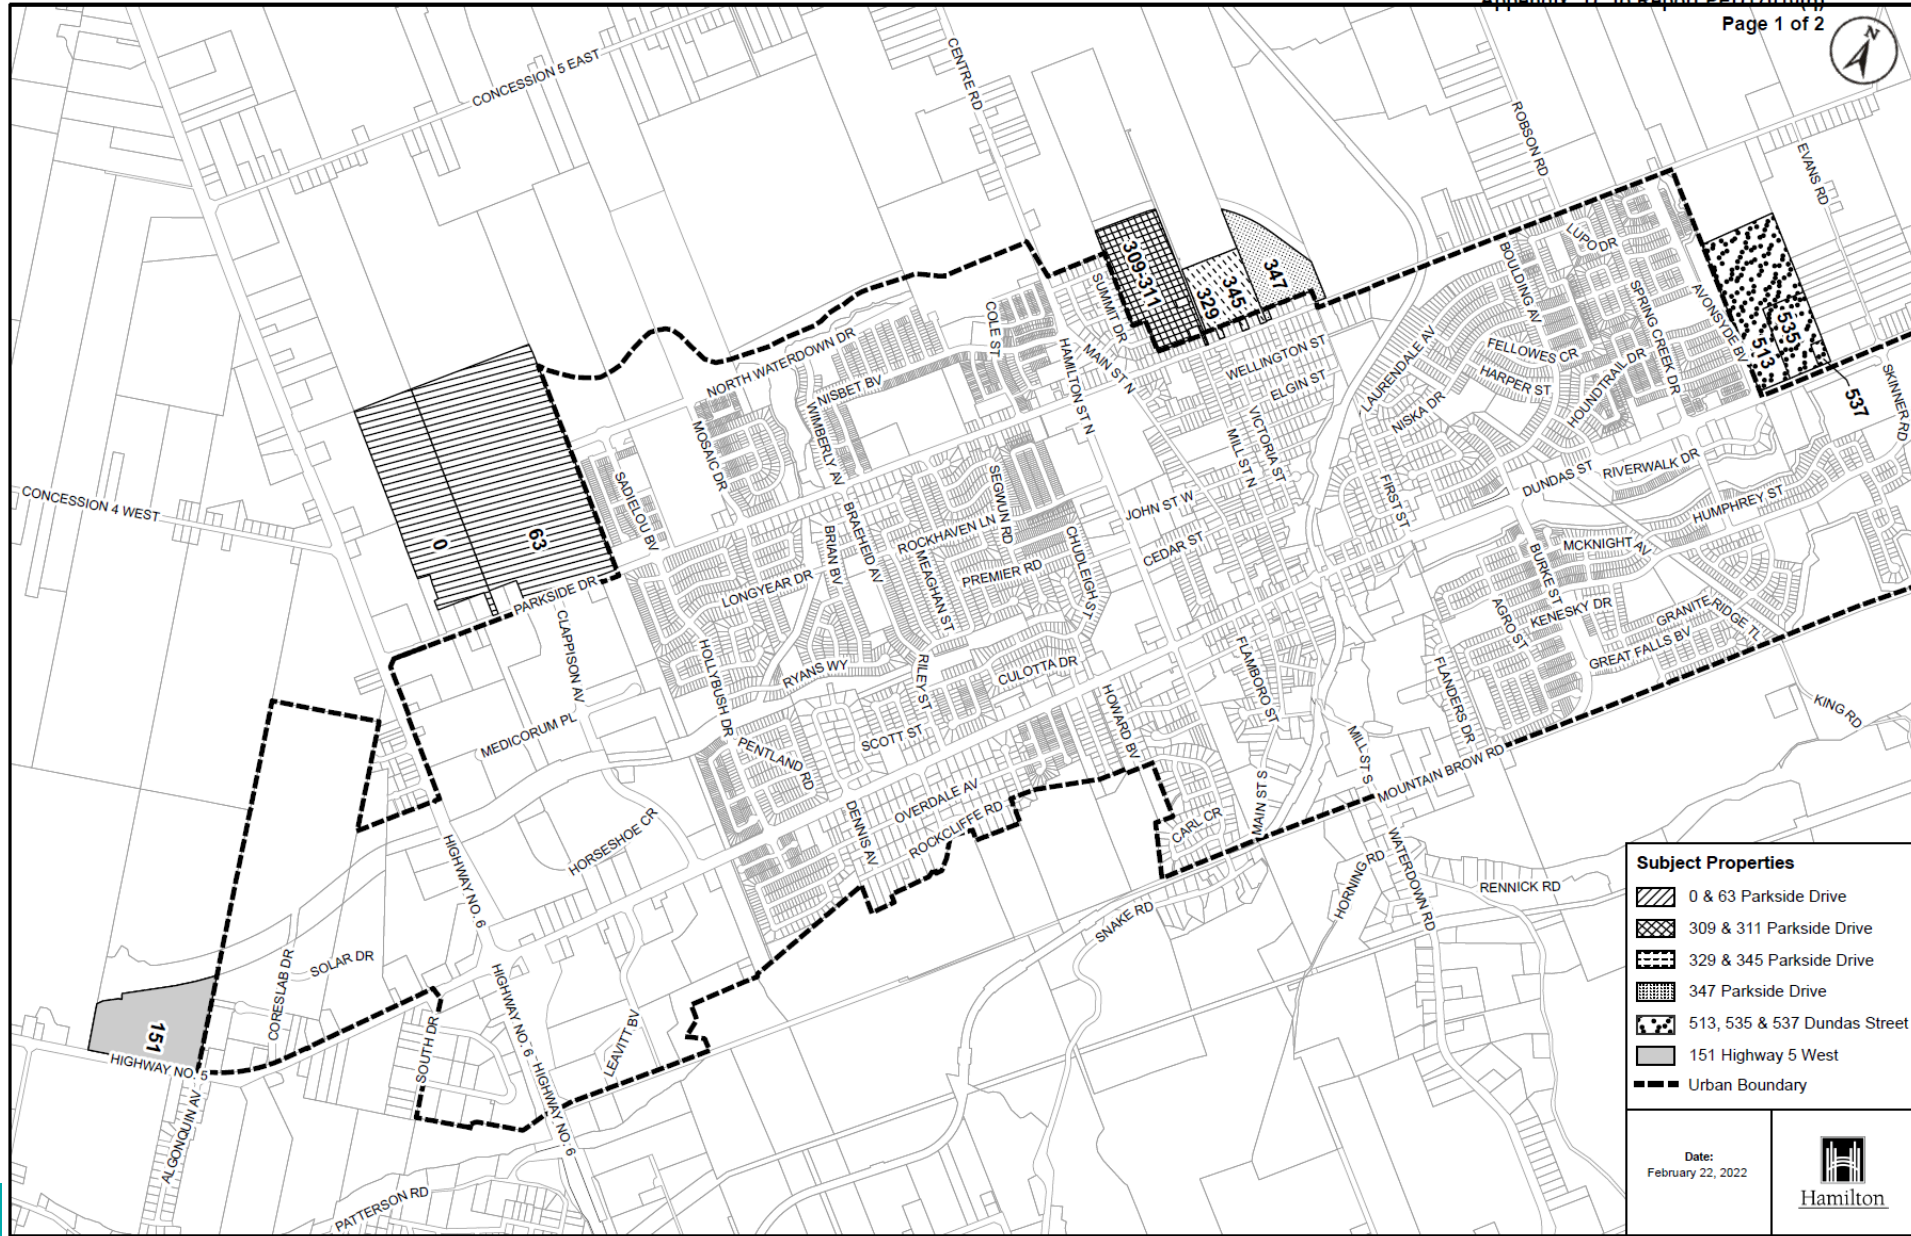 Page 1 of 2
N
CONCESSION 5 EAST
CENTRE RD
ROBSON RD
EVANS RD
LUPO DR
BOULDING AV
SPRING CREEK DR
AVONSYDE BV
309-311
329
345
347
513
535
537
SKINNER RD
SUMMIT DR
COLE ST
NORTH WATERDOWN DR
NISBET BV
WIMBERLY AV
MOSAIC DR
HAMILTON ST N
MAIN ST N
WELLINGTON ST
ELGIN ST
LAURENDALE AV
FELLOWES CR
HARPER ST
HOUNDTRAIL DR
NISKA DR
VICTORIA ST
MILL ST N
FIRST ST
DUNDAS ST
RIVERWALK DR
HUMPHREY ST
MCKNIGHT AV
BURKE ST
KENESKY DR
AGRO ST
GRANITE RIDGE TL
GREAT FALLS BV
KING RD
CONCESSION 4 WEST
0
63
PARKSIDE DR
SADIELOU BV
CLAPPISON AV
LONGYEAR DR
BRIAN BV
BRAEHEID AV
ROCKHAVEN LN
SEGWUN RD
MEAGHAN ST
PREMIER RD
CHUDLEIGH ST
JOHN ST W
CEDAR ST
HOLLYBUSH DR
RYANS WY
RILEY ST
CULOTTA DR
SCOTT ST
PENTLAND RD
MEDICORUM PL
HOWARD BV
FLAMBORO ST
FLANDERS DR
MILL ST S
MAIN ST S
MOUNTAIN BROW RD
DENNIS AV
OVERDALE AV
ROCKCLIFFE RD
CARL CR
HORSESHOE CR
HIGHWAY NO. 6
SNAKE RD
HORNING RD
WATERDOWN RD
RENNICK RD
SOLAR DR
CORESLAB DR
151
HIGHWAY NO. 5
ALGONQUIN AV
SOUTH DR
HIGHWAY NO. 6
HIGHWAY NO. 6
LEAVITT BV
PATTERSON RD
Subject Properties
0 & 63 Parkside Drive
309 & 311 Parkside Drive
329 & 345 Parkside Drive
347 Parkside Drive
513, 535 & 537 Dundas Street
151 Highway 5 West
Urban Boundary
Date:
February 22, 2022
Hamilton